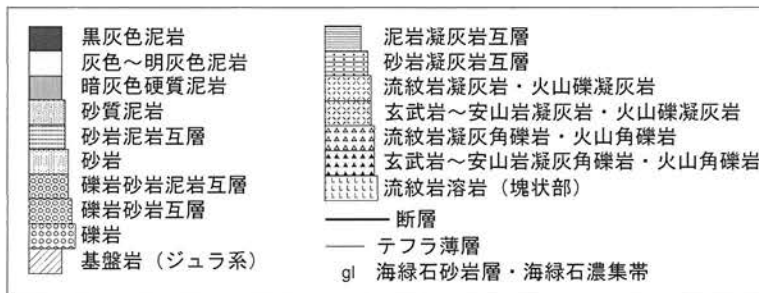 黒灰色泥岩
灰色～明灰色泥岩
暗灰色硬質泥岩
砂質泥岩
砂岩泥岩互層
砂岩
礫岩砂岩泥岩互層
礫岩砂岩互層
礫岩
基盤岩（ジュラ系）
泥岩凝灰岩互層
砂岩凝灰岩互層
流紋岩凝灰岩・火山礫凝灰岩
玄武岩～安山岩凝灰岩・火山礫凝灰岩
流紋岩凝灰角礫岩・火山角礫岩
玄武岩～安山岩凝灰角礫岩・火山角礫岩
流紋岩溶岩（塊状部）
断層
テフラ薄層
gl 海緑石砂岩層・海緑石濃集帯